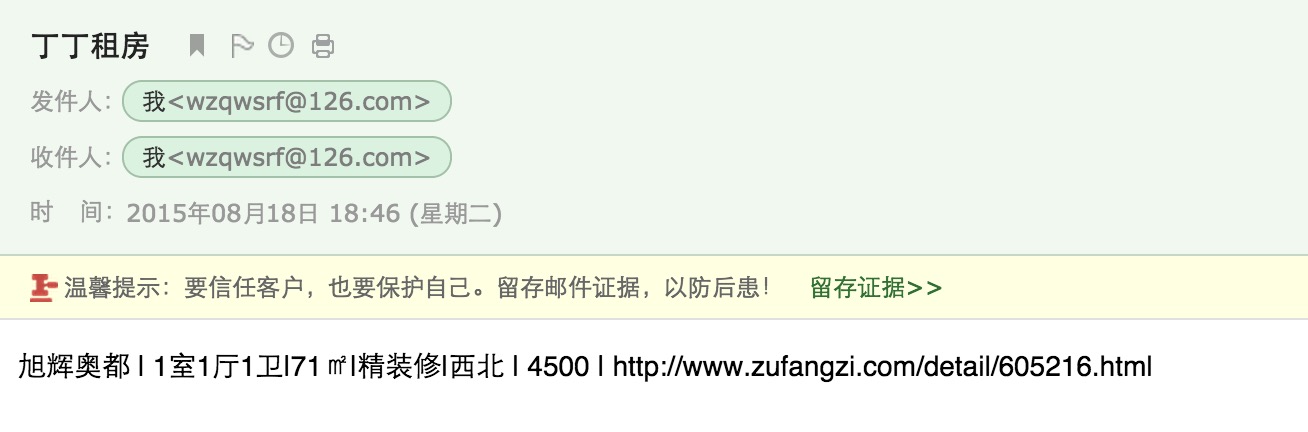 丁丁租房
发件人：我<wzqwsrf@126.com>
收件人：我<wzqwsrf@126.com>
时 间：2015年08月18日 18:46 (星期二)
温馨提示：要信任客户，也要保护自己。留存邮件证据，以防后患！ 留存证据>>
旭辉奥都 | 1室1厅1卫|71㎡|精装修|西北 | 4500 | http://www.zufangzi.com/detail/605216.html